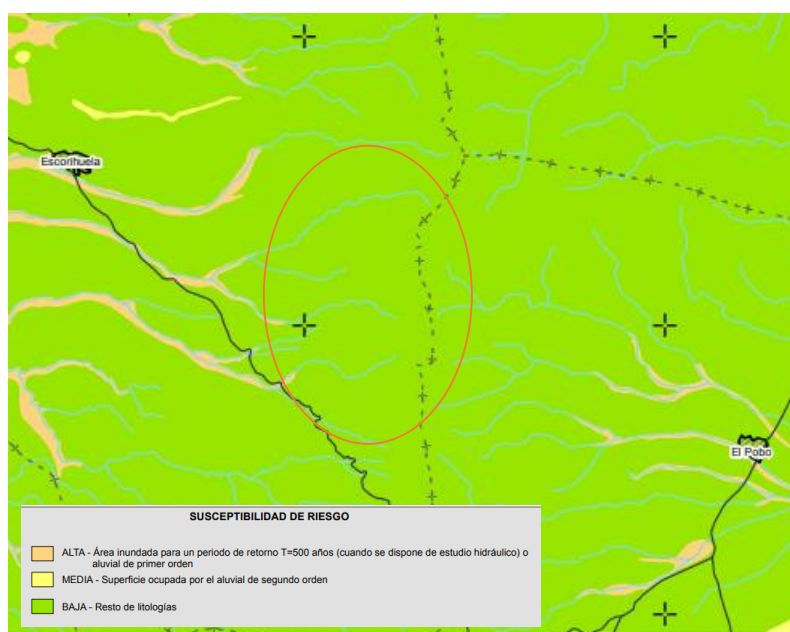 Escorihuela
El Pobo
SUSCEPTIBILIDAD DE RIESGO
ALTA - Área inundada para un periodo de retorno T=500 años (cuando se dispone de estudio hidráulico) o
aluvial de primer orden
MEDIA - Superficie ocupada por el aluvial de segundo orden
BAJA - Resto de litologías